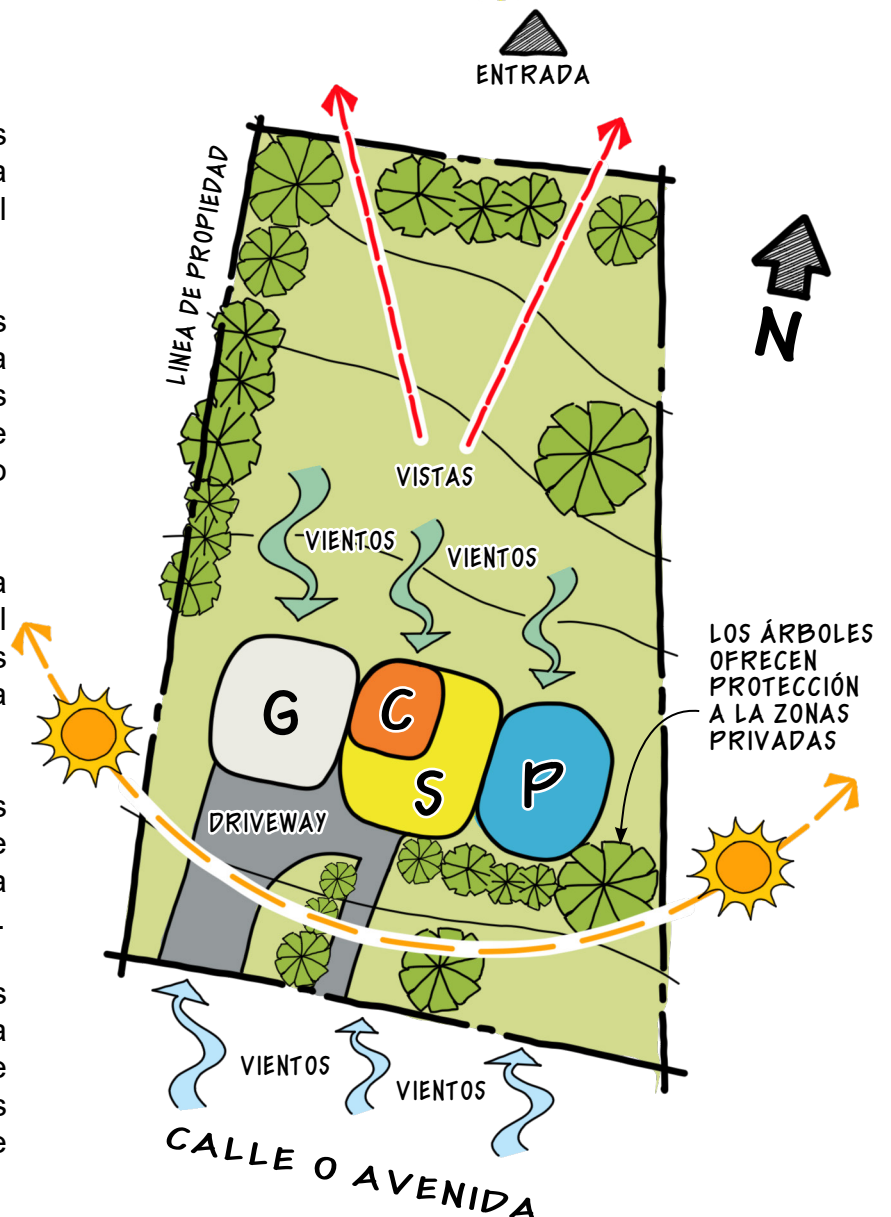 ENTRADA
LINEA DE PROPIEDAD
N
VISTAS
VIENTOS
VIENTOS
LOS ÁRBOLES
OFRECEN
PROTECCIÓN
A LA ZONAS
PRIVADAS
G
C
S
P
DRIVEWAY
VIENTOS
VIENTOS
CALLE O AVENIDA